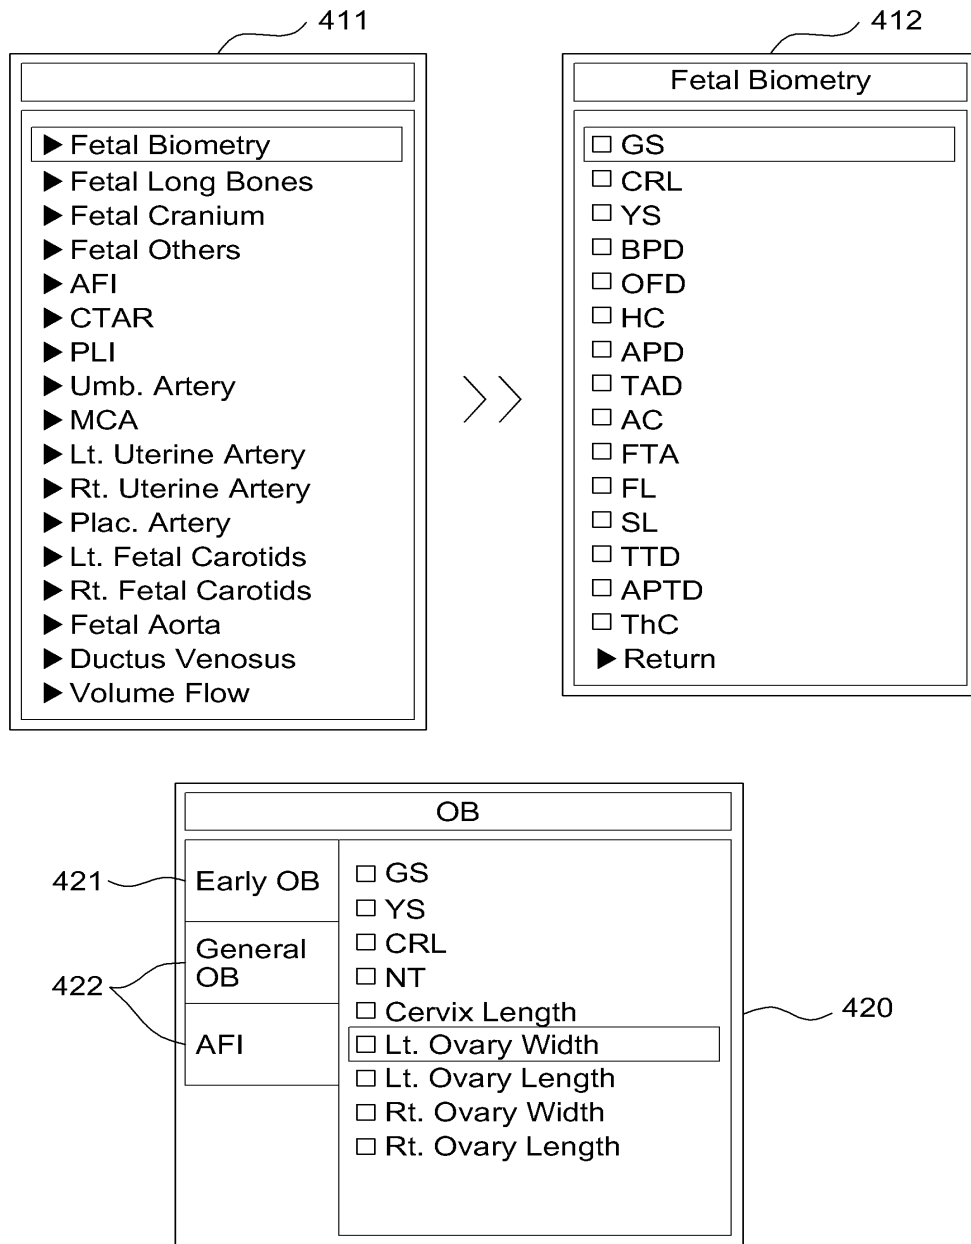 411
▶ Fetal Biometry
▶ Fetal Long Bones
▶ Fetal Cranium
▶ Fetal Others
▶ AFI
▶ CTAR
▶ PLI
▶ Umb. Artery
▶ MCA
▶ Lt. Uterine Artery
▶ Rt. Uterine Artery
▶ Plac. Artery
▶ Lt. Fetal Carotids
▶ Rt. Fetal Carotids
▶ Fetal Aorta
▶ Ductus Venosus
▶ Volume Flow
412
Fetal Biometry
□ GS
□ CRL
□ YS
□ BPD
□ OFD
□ HC
□ APD
□ TAD
□ AC
□ FTA
□ FL
□ SL
□ TTD
□ APTD
□ ThC
▶ Return
OB
421
Early OB
422
General
OB
AFI
□ GS
□ YS
□ CRL
□ NT
□ Cervix Length
□ Lt. Ovary Width
□ Lt. Ovary Length
□ Rt. Ovary Width
□ Rt. Ovary Length
420